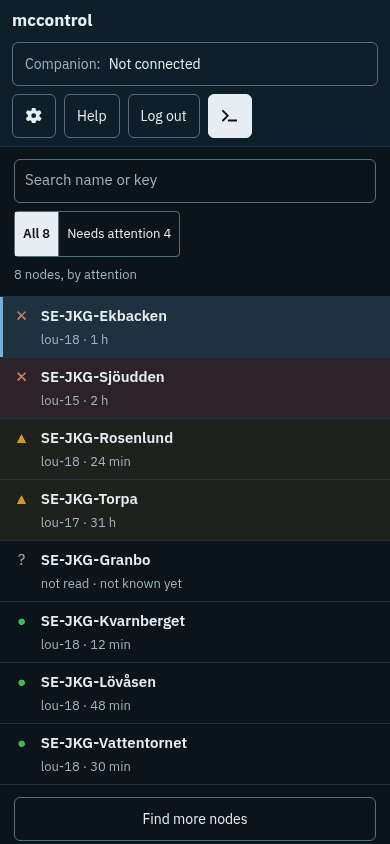 mccontrol
Companion: Not connected
Help
Log out
Search name or key
All 8
Needs attention 4
8 nodes, by attention
SE-JKG-Ekbacken
lou-18 · 1 h
SE-JKG-Sjöudden
lou-15 · 2 h
SE-JKG-Rosenlund
lou-18 · 24 min
SE-JKG-Torpa
lou-17 · 31 h
? SE-JKG-Granbo
not read · not known yet
SE-JKG-Kvarnberget
lou-18 · 12 min
SE-JKG-Lövåsen
lou-18 · 48 min
SE-JKG-Vattentornet
lou-18 · 30 min
Find more nodes